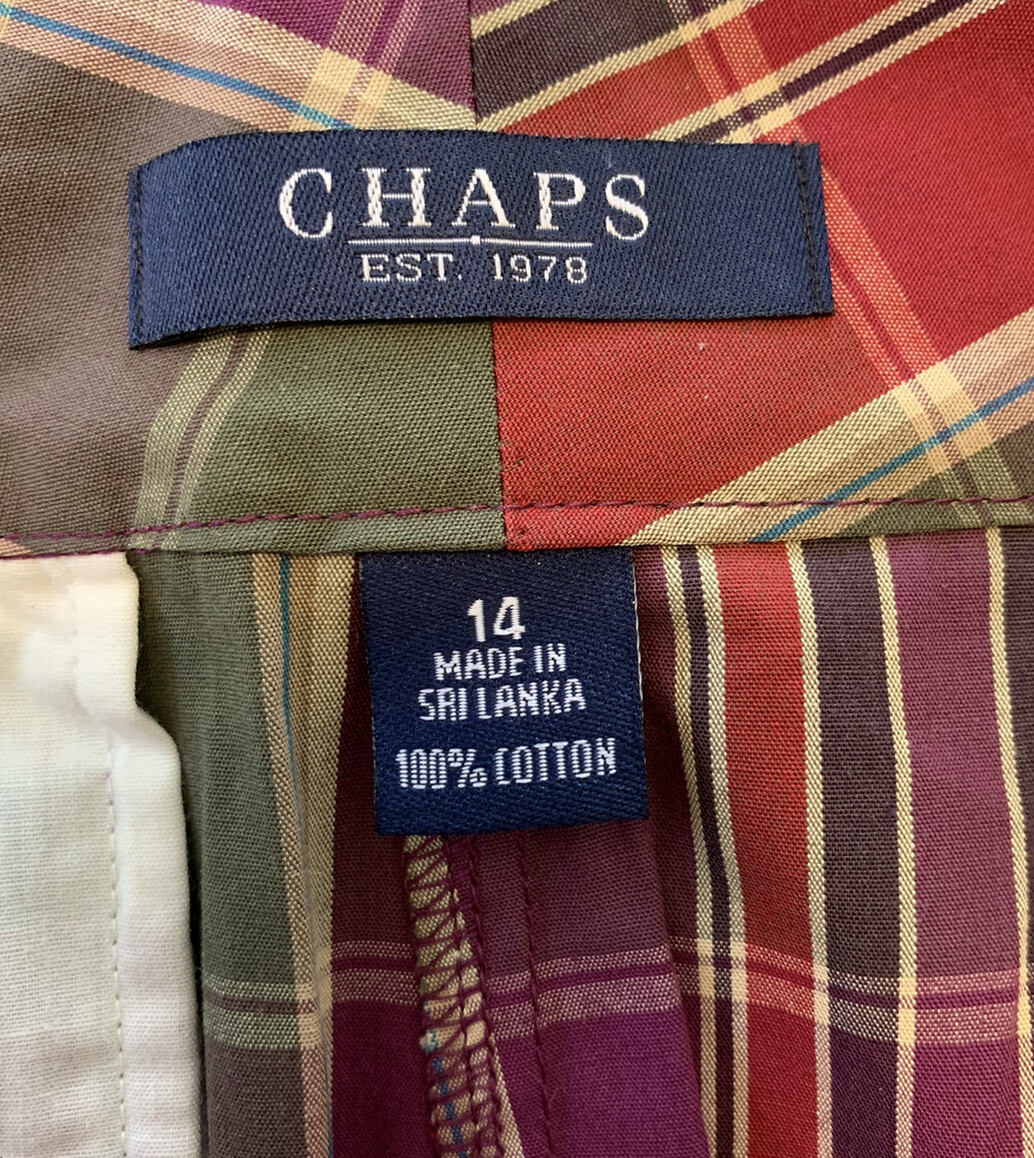 CHAPS
EST. 1978
14
MADE IN
SRI LANKA
100% COTTON